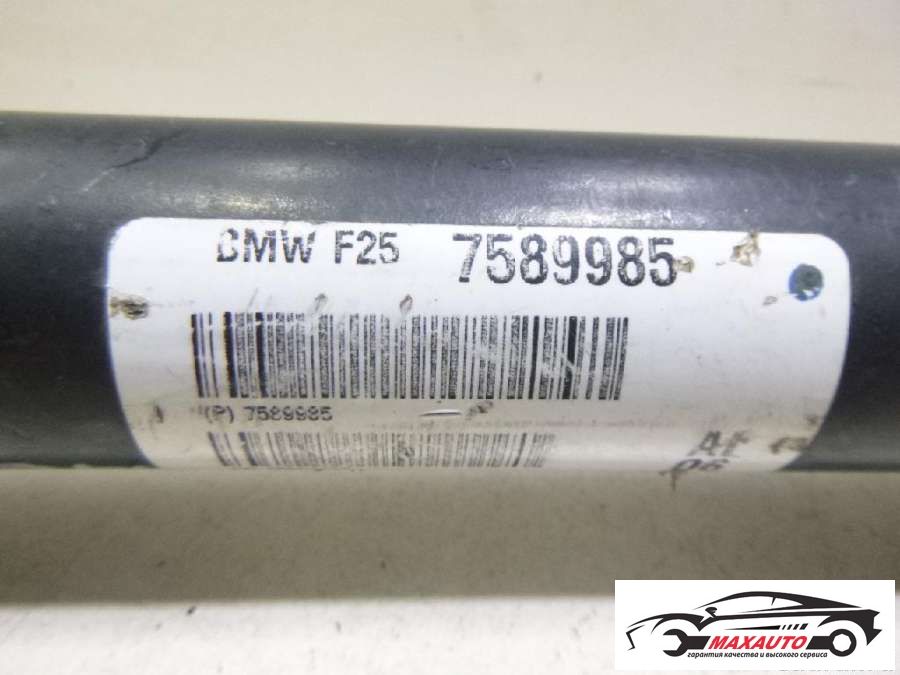 BMW F25 7589985
(P) 7589985
MAXAUTO
гарантия качества и высокого сервиса